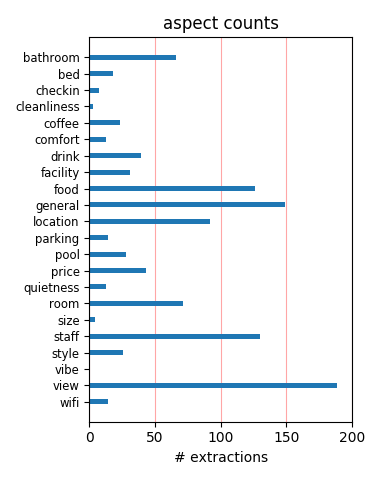 aspect counts
bathroom
bed
checkin
cleanliness
coffee
comfort
drink
facility
food
general
location
parking
pool
price
quietness
room
size
staff
style
vibe
view
wifi
0 50 100 150 200
# extractions